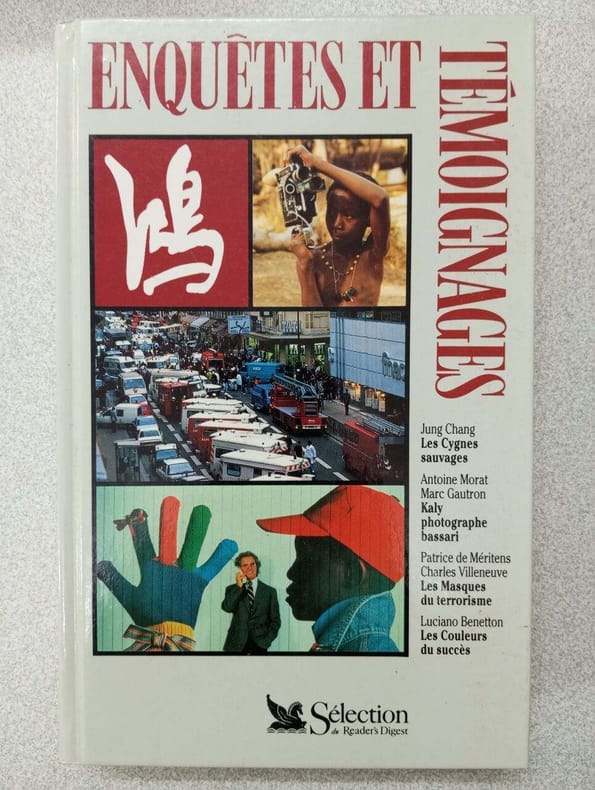 ENQUÊTES ET
TÉMOIGNAGES
鴻
Jung Chang
Les Cygnes
sauvages
Antoine Morat
Marc Gautron
Kaly
photographe
bassari
Patrice de Méritens
Charles Villeneuve
Les Masques
du terrorisme
Luciano Benetton
Les Couleurs
du succès
Sélection
du Reader's Digest